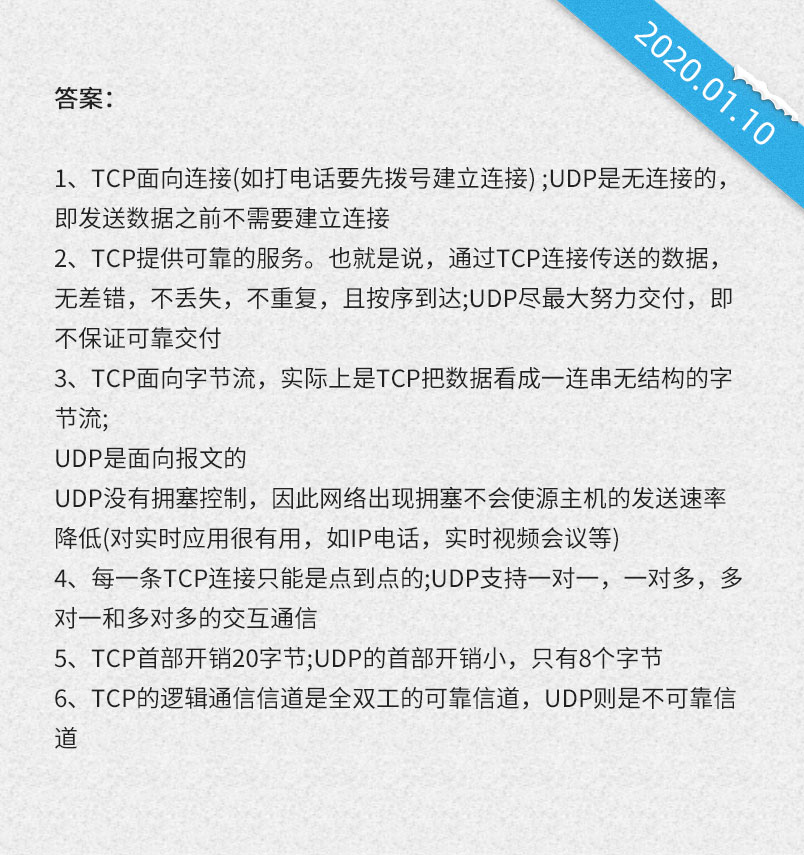 2020.01.10
答案：
1、TCP面向连接(如打电话要先拨号建立连接) ;UDP是无连接的，
即发送数据之前不需要建立连接
2、TCP提供可靠的服务。也就是说，通过TCP连接传送的数据，
无差错，不丢失，不重复，且按序到达;UDP尽最大努力交付，即
不保证可靠交付
3、TCP面向字节流，实际上是TCP把数据看成一连串无结构的字
节流;
UDP是面向报文的
UDP没有拥塞控制，因此网络出现拥塞不会使源主机的发送速率
降低(对实时应用很有用，如IP电话，实时视频会议等)
4、每一条TCP连接只能是点到点的;UDP支持一对一，一对多，多
对一和多对多的交互通信
5、TCP首部开销20字节;UDP的首部开销小，只有8个字节
6、TCP的逻辑通信信道是全双工的可靠信道，UDP则是不可靠信
道